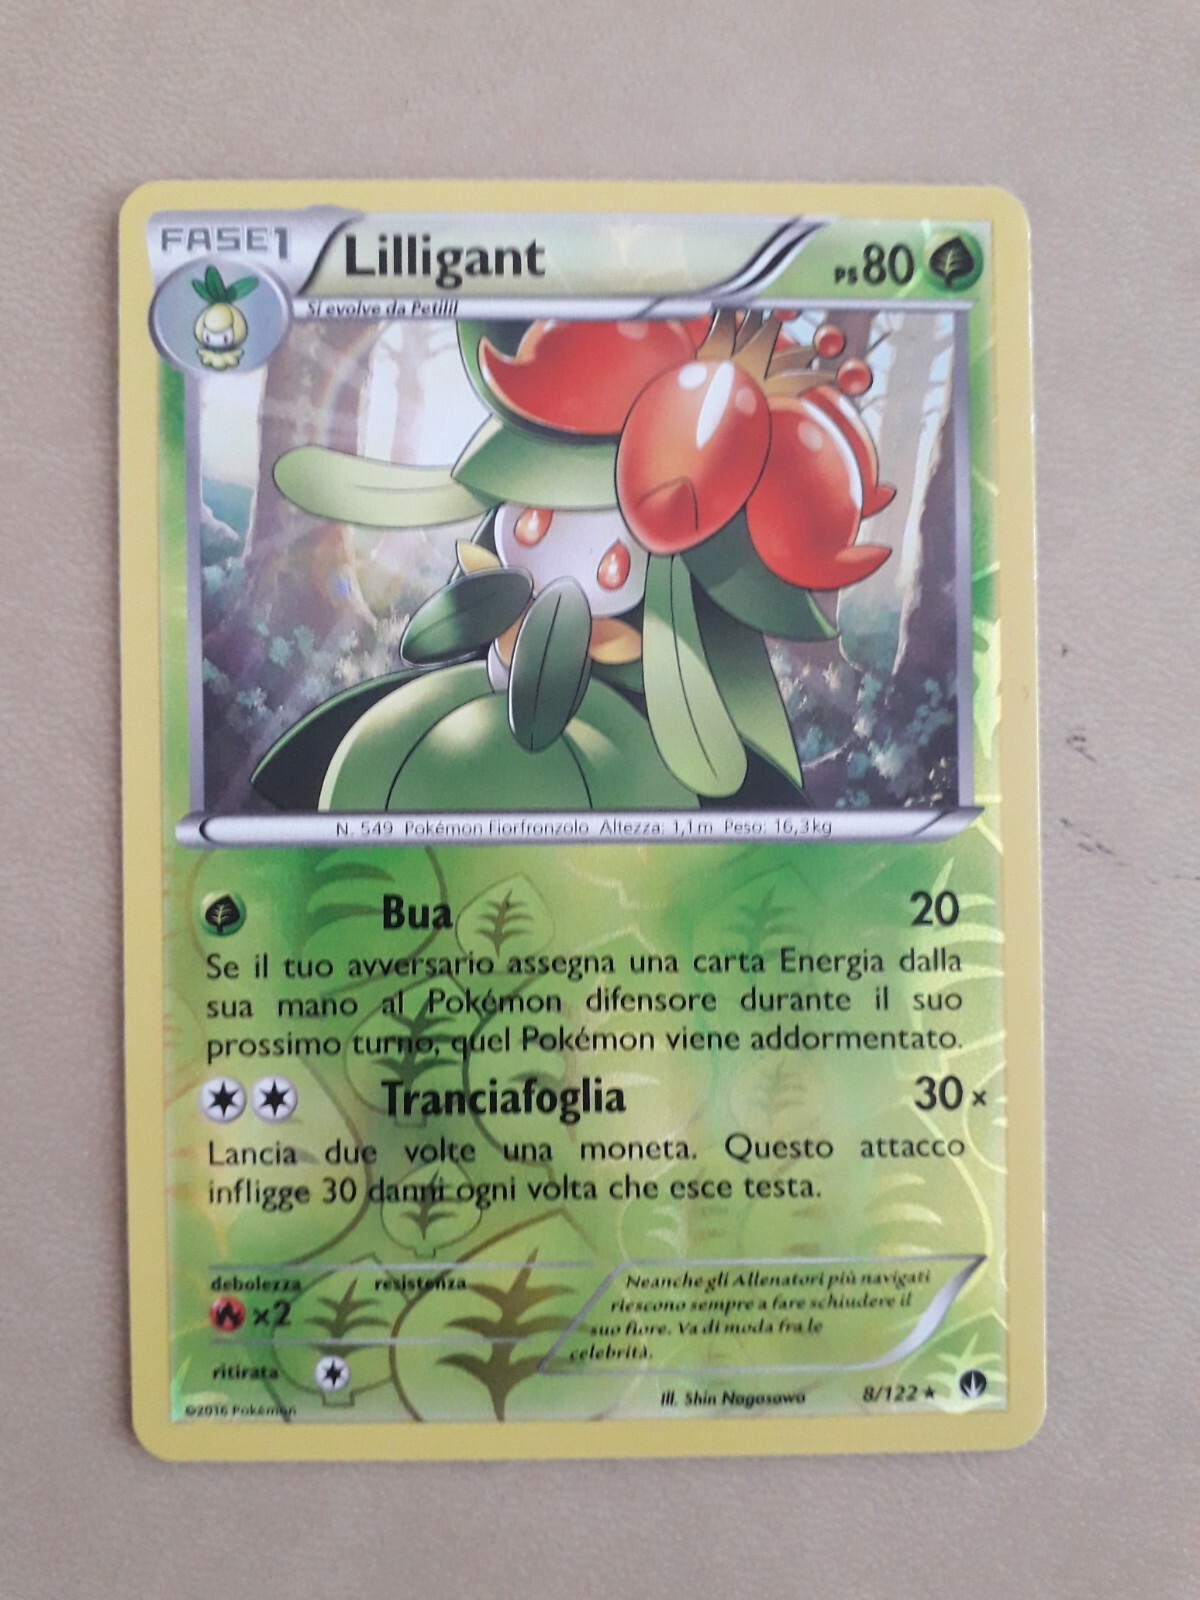 FASE1
Lilligant
PS80
Si evolve da Petilil
N. 549 Pokémon Fiorfronzolo Altezza: 1,1m Peso: 16,3kg
Bua 20
Se il tuo avversario assegna una carta Energia dalla
sua mano al Pokémon difensore durante il suo
prossimo turno, quel Pokémon viene addormentato.
Tranciafoglia 30×
Lancia due volte una moneta. Questo attacco
infligge 30 danni ogni volta che esce testa.
debolezza resistenza
×2
ritirata
Neanche gli Allenatori più navigati
riescono sempre a fare schiudere il
suo fiore. Va di moda fra le
celebrità.
©2016 Pokémon
Ill. Shin Nagasawa
8/122 ★